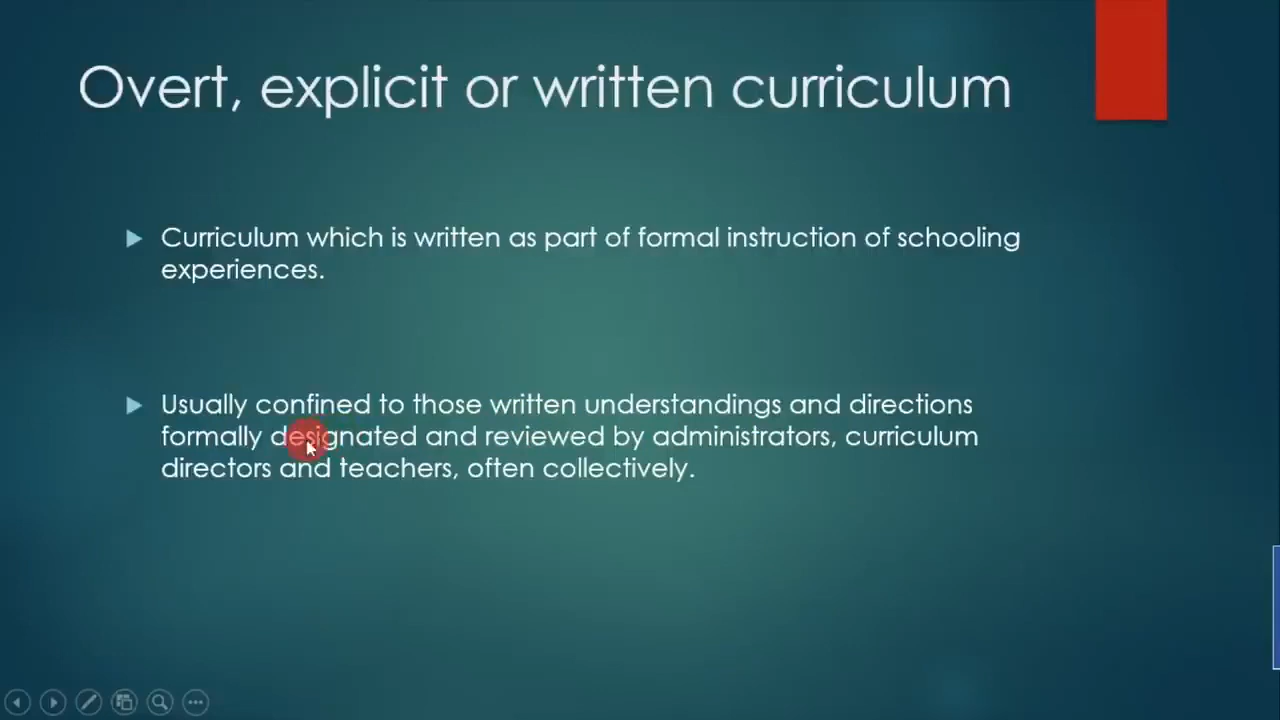 Overt, explicit or written curriculum
Curriculum which is written as part of formal instruction of schooling
experiences.
Usually confined to those written understandings and directions
formally designated and reviewed by administrators, curriculum
directors and teachers, often collectively.